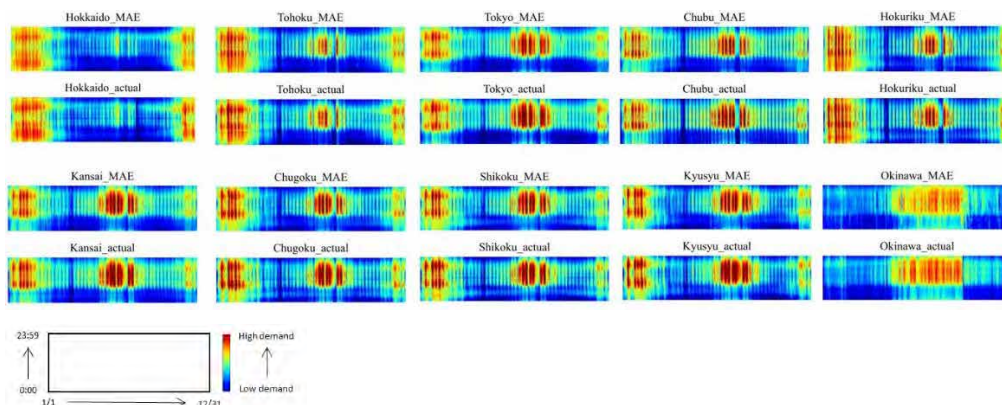 Hokkaido_MAE Tohoku_MAE Tokyo_MAE Chubu_MAE Hokuriku_MAE
Hokkaido_actual Tohoku_actual Tokyo_actual Chubu_actual Hokuriku_actual
Kansai_MAE Chugoku_MAE Shikoku_MAE Kyusyu_MAE Okinawa_MAE
Kansai_actual Chugoku_actual Shikoku_actual Kyusyu_actual Okinawa_actual
23:59 High demand
0:00 Low demand
1/1 12/31